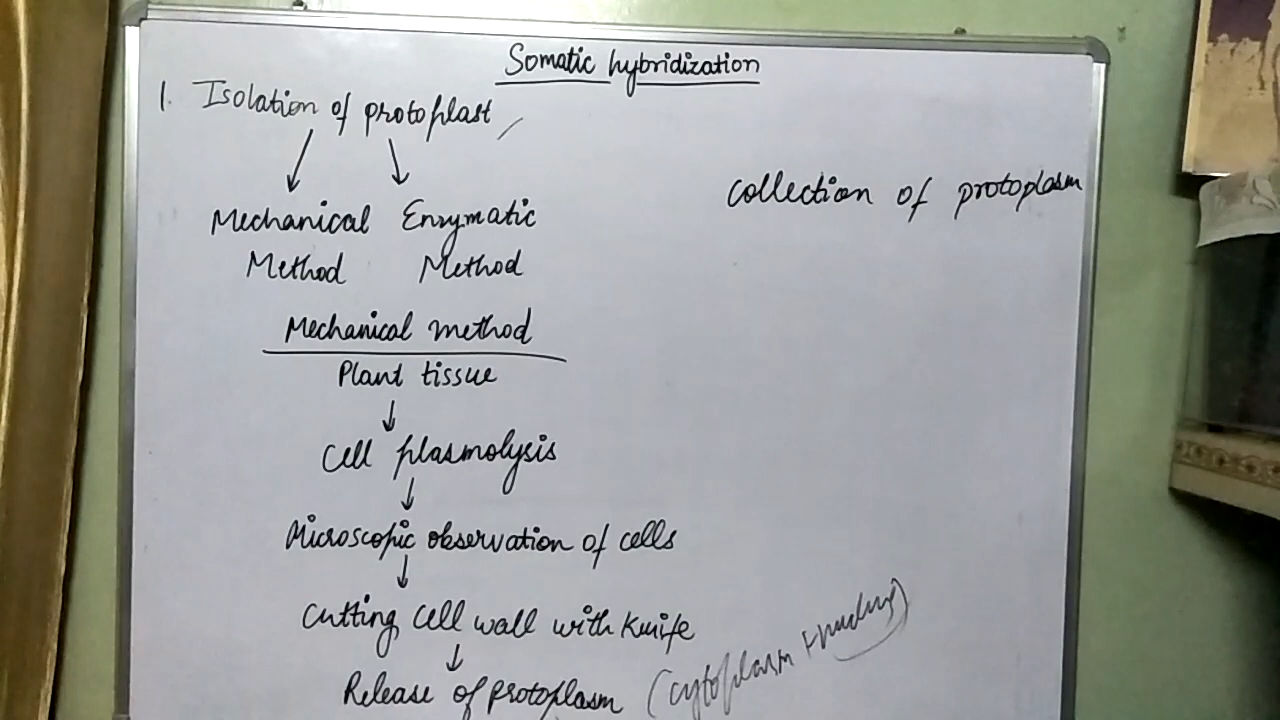 Somatic hybridization
1. Isolation of protoplast
Mechanical Method
Enzymatic Method
Mechanical method
Plant tissue
Cell plasmolysis
Microscopic observation of cells
Cutting cell wall with knife
Release of protoplasm (cytoplasm + nucleus)
collection of protoplasm